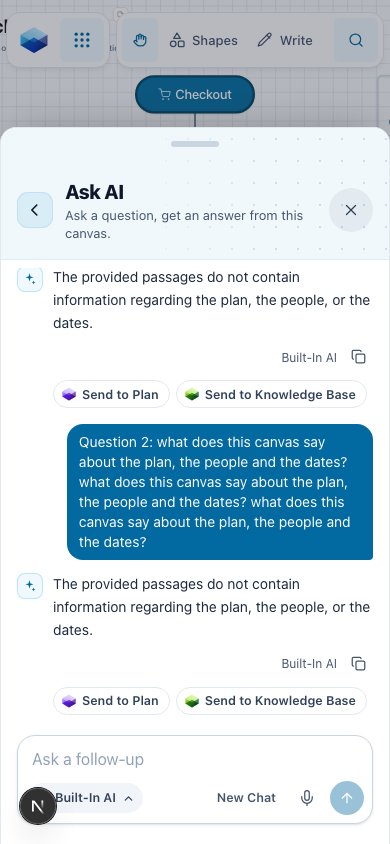 Shapes
Write
Checkout
Ask AI
Ask a question, get an answer from this
canvas.
The provided passages do not contain
information regarding the plan, the people, or the
dates.
Built-In AI
Send to Plan
Send to Knowledge Base
Question 2: what does this canvas say
about the plan, the people and the dates?
what does this canvas say about the plan,
the people and the dates? what does this
canvas say about the plan, the people and
the dates?
The provided passages do not contain
information regarding the plan, the people, or the
dates.
Built-In AI
Send to Plan
Send to Knowledge Base
Ask a follow-up
N
Built-In AI
New Chat